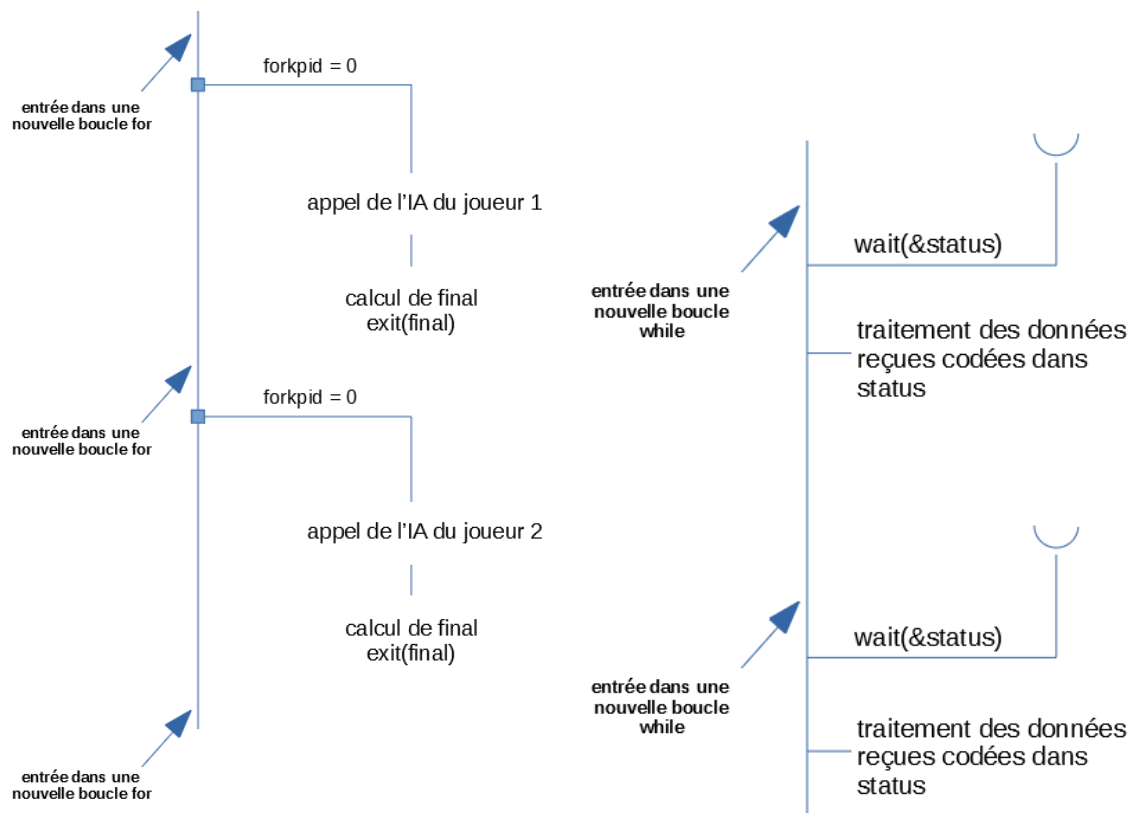 forkpid = 0
entrée dans une
nouvelle boucle for
appel de l'IA du joueur 1
calcul de final
exit(final)
forkpid = 0
entrée dans une
nouvelle boucle for
appel de l'IA du joueur 2
calcul de final
exit(final)
entrée dans une
nouvelle boucle for
wait(&status)
entrée dans une
nouvelle boucle
while
traitement des données
reçues codées dans
status
wait(&status)
entrée dans une
nouvelle boucle
while
traitement des données
reçues codées dans
status